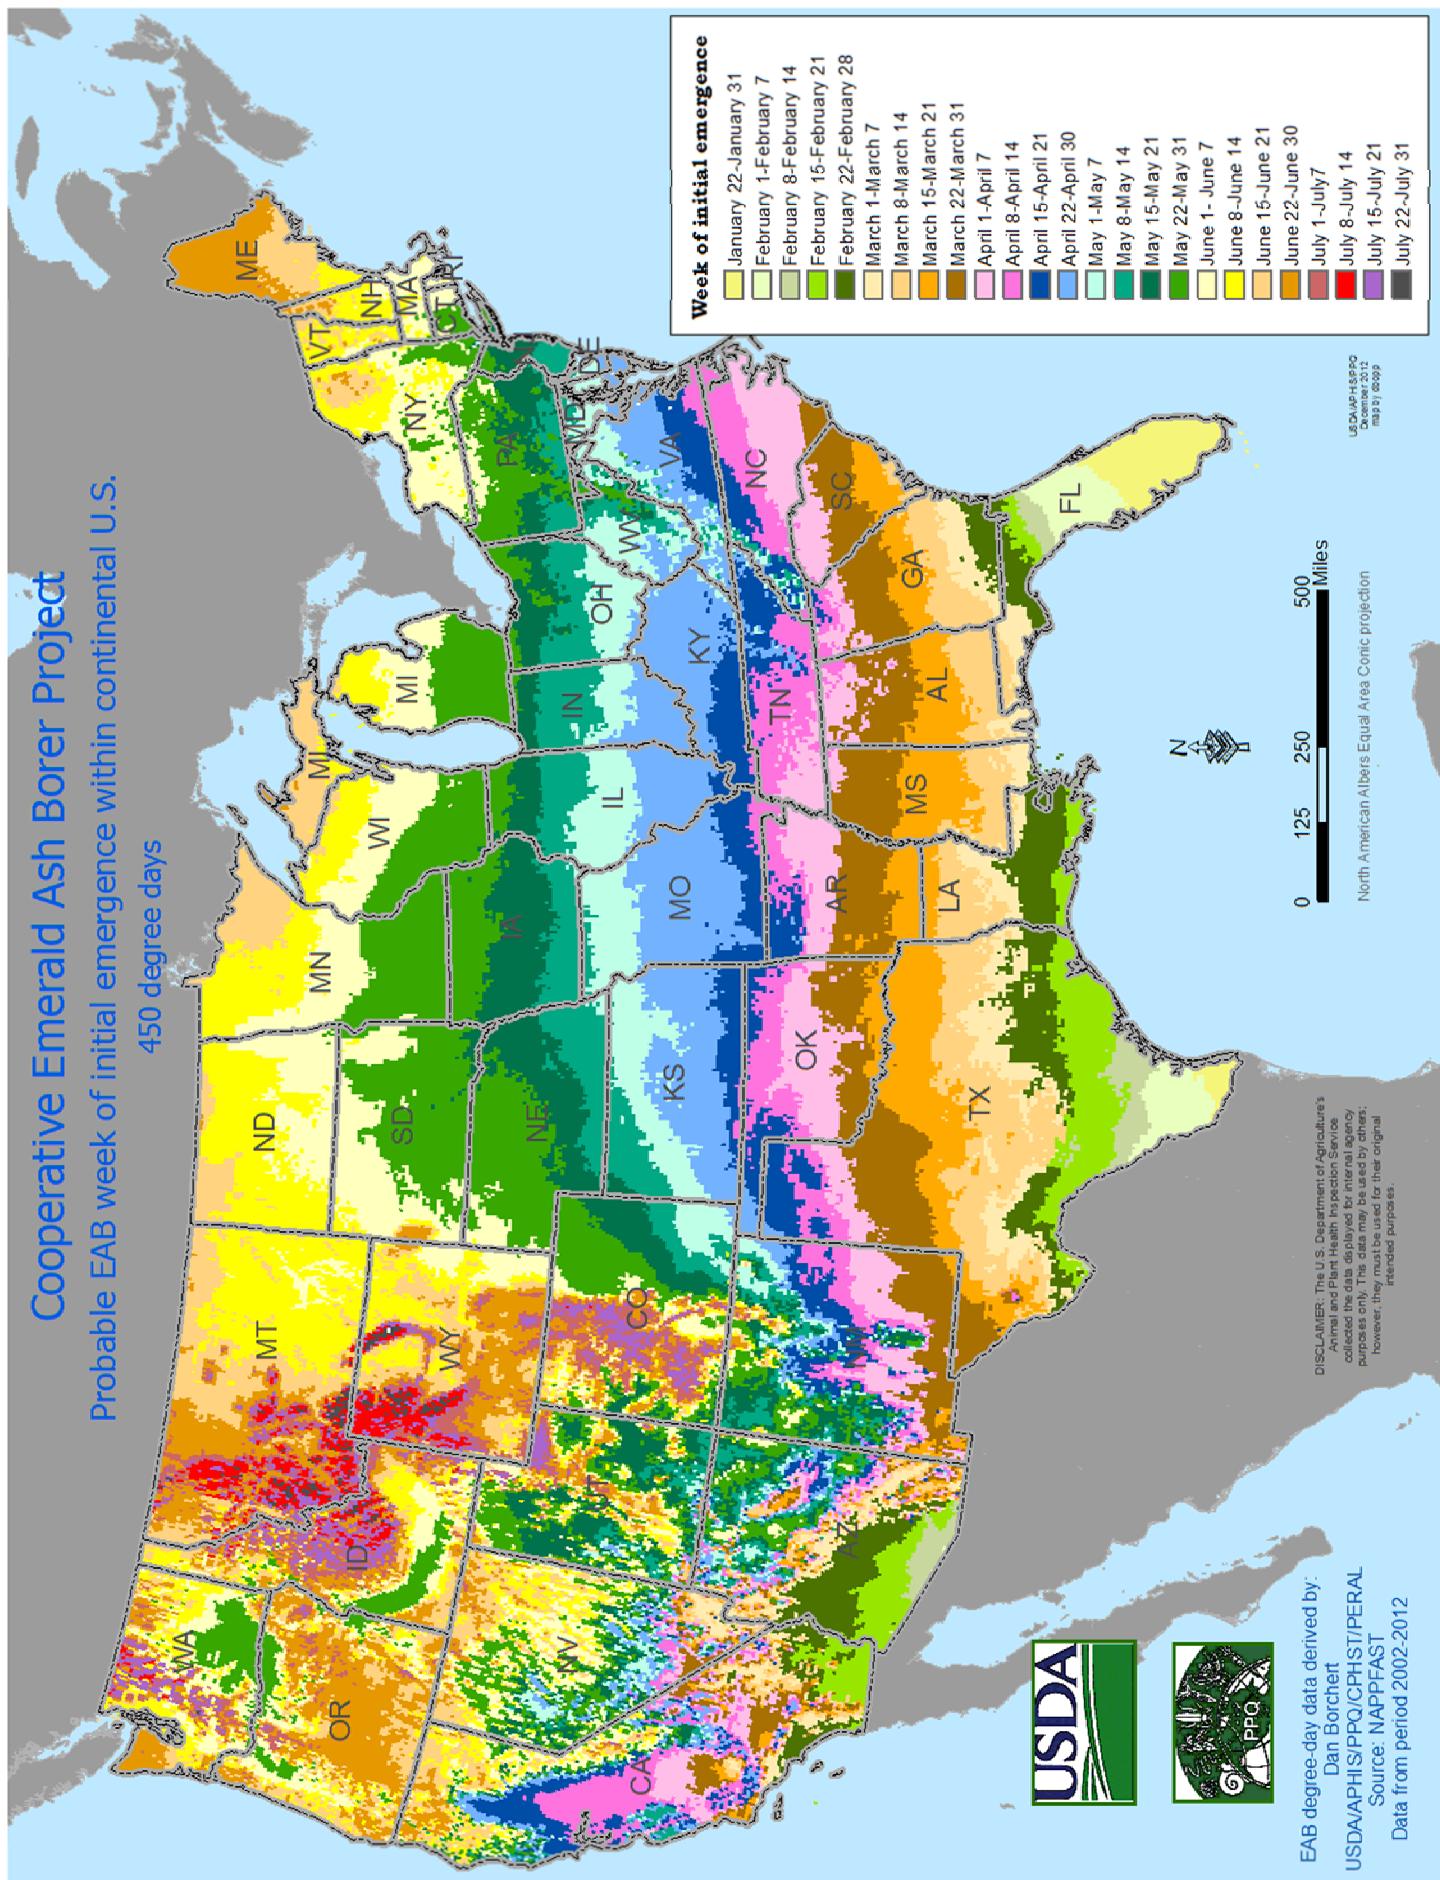 Cooperative Emerald Ash Borer Project
Probable EAB week of initial emergence within continental U.S.
450 degree days
WA
OR
CA
NV
ID
MT
WY
UT
AZ
CO
NM
ND
SD
NE
KS
OK
TX
MN
IA
MO
AR
LA
WI
IL
MI
MI
IN
OH
KY
TN
MS
AL
GA
FL
SC
NC
VA
WV
MD
DE
PA
NJ
NY
CT
RI
MA
VT
NH
ME
Week of initial emergence
January 22-January 31
February 1-February 7
February 8-February 14
February 15-February 21
February 22-February 28
March 1-March 7
March 8-March 14
March 15-March 21
March 22-March 31
April 1-April 7
April 8-April 14
April 15-April 21
April 22-April 30
May 1-May 7
May 8-May 14
May 15-May 21
May 22-May 31
June 1- June 7
June 8-June 14
June 15-June 21
June 22-June 30
July 1-July7
July 8-July 14
July 15-July 21
July 22-July 31
USDA/APHIS/PPQ
December 2012
map by
N
0 125 250 500
Miles
North American Albers Equal Area Conic projection
DISCLAIMER: The U.S. Department of Agriculture's
Animal and Plant Health Inspection Service
collected the data displayed for internal agency
purposes only. This data may be used by others;
however, they must be used for their original
intended purposes.
USDA
PPQ
EAB degree-day data derived by:
Dan Borchert
USDA/APHIS/PPQ/CPHST/PERAL
Source: NAPPFAST
Data from period 2002-2012